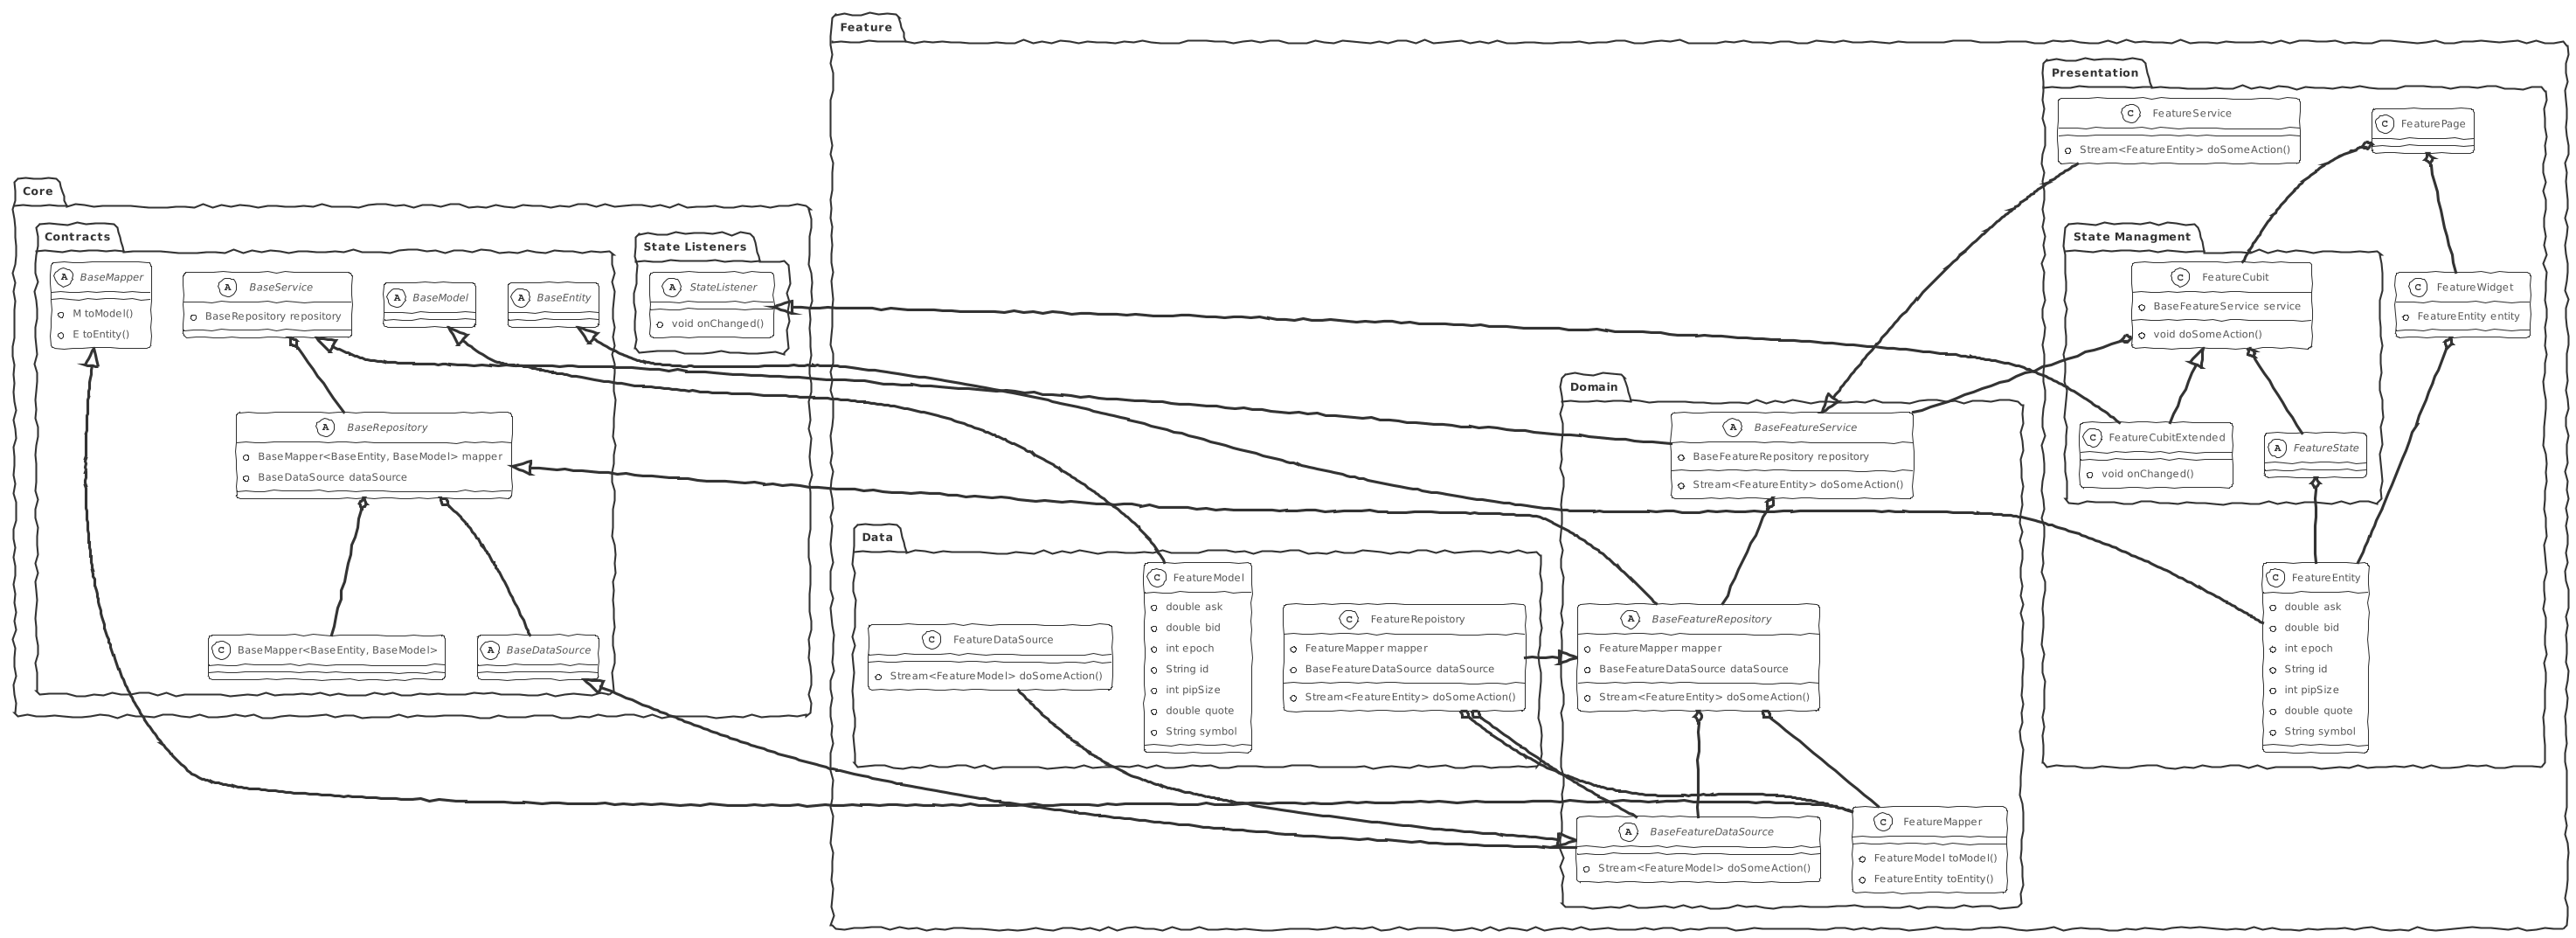 Feature
Presentation
C FeatureService
Stream<FeatureEntity> doSomeAction()
C FeaturePage
Core
Contracts
A BaseMapper
M toModel()
E toEntity()
A BaseService
BaseRepository repository
A BaseModel
A BaseEntity
State Listeners
A StateListener
void onChanged()
State Managment
C FeatureCubit
BaseFeatureService service
void doSomeAction()
C FeatureWidget
FeatureEntity entity
A BaseRepository
BaseMapper<BaseEntity, BaseModel> mapper
BaseDataSource dataSource
Domain
A BaseFeatureService
BaseFeatureRepository repository
Stream<FeatureEntity> doSomeAction()
C FeatureCubitExtended
void onChanged()
A FeatureState
C BaseMapper<BaseEntity, BaseModel>
A BaseDataSource
Data
C FeatureDataSource
Stream<FeatureModel> doSomeAction()
C FeatureModel
double ask
double bid
int epoch
String id
int pipSize
double quote
String symbol
C FeatureRepoistory
FeatureMapper mapper
BaseFeatureDataSource dataSource
Stream<FeatureEntity> doSomeAction()
A BaseFeatureRepository
FeatureMapper mapper
BaseFeatureDataSource dataSource
Stream<FeatureEntity> doSomeAction()
C FeatureEntity
double ask
double bid
int epoch
String id
int pipSize
double quote
String symbol
A BaseFeatureDataSource
Stream<FeatureModel> doSomeAction()
C FeatureMapper
FeatureModel toModel()
FeatureEntity toEntity()